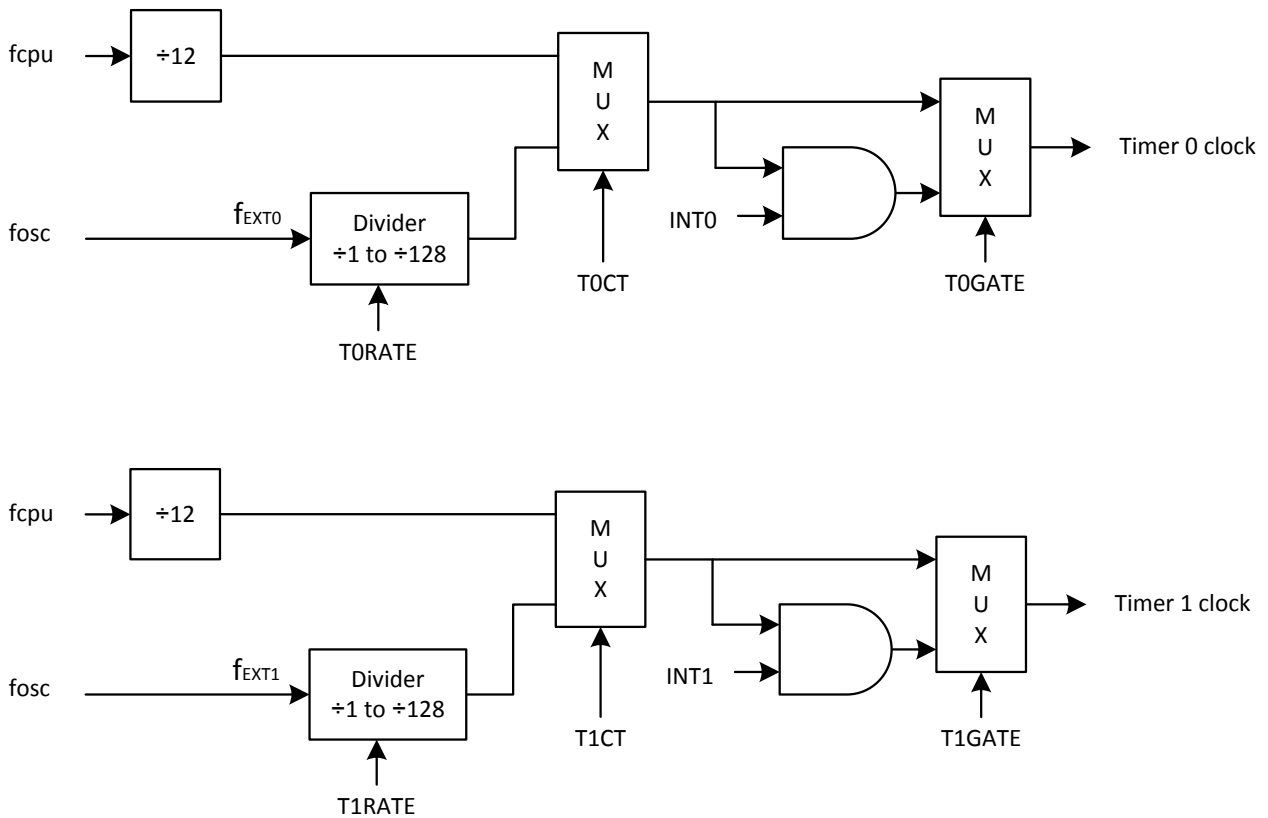 fcpu
÷12
M
U
X
M
U
X
Timer 0 clock
fosc
fEXT0
Divider
÷1 to ÷128
INT0
T0CT
T0GATE
T0RATE
fcpu
÷12
M
U
X
M
U
X
Timer 1 clock
fosc
fEXT1
Divider
÷1 to ÷128
INT1
T1CT
T1GATE
T1RATE